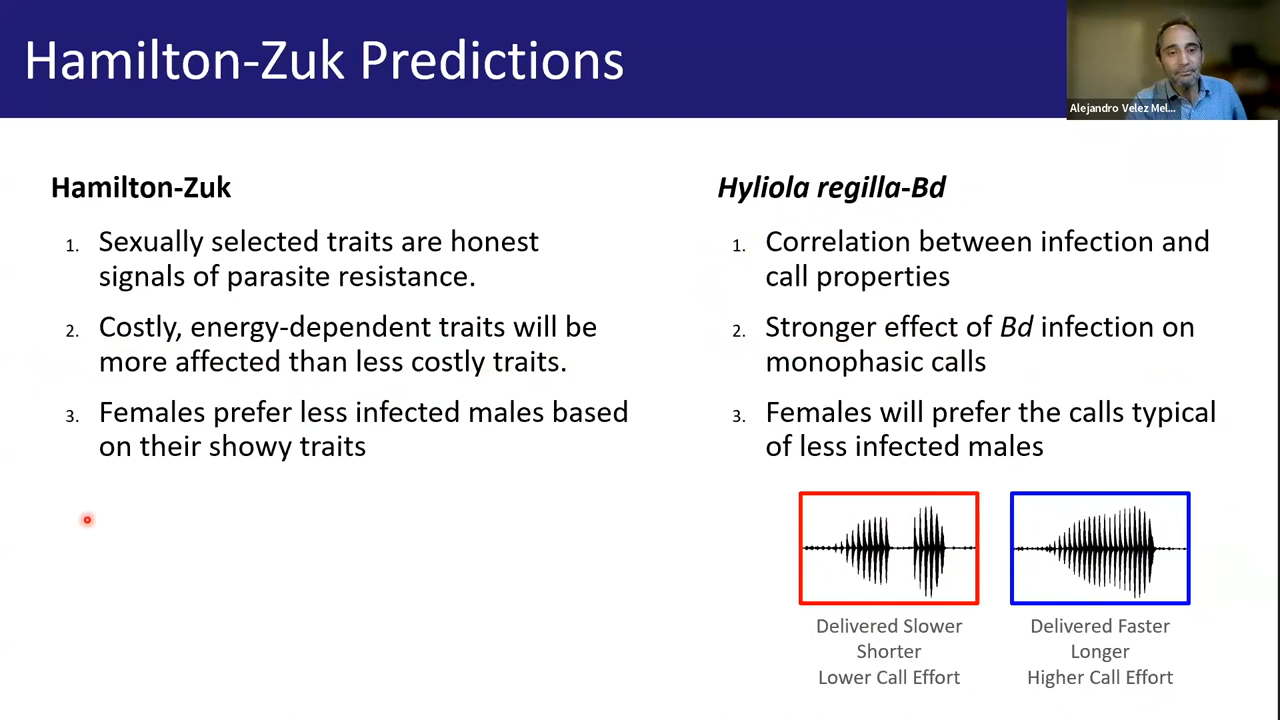 Hamilton-Zuk Predictions
Alejandro Velez Mel...
Hamilton-Zuk
1. Sexually selected traits are honest
signals of parasite resistance.
2. Costly, energy-dependent traits will be
more affected than less costly traits.
3. Females prefer less infected males based
on their showy traits
Hyliola regilla-Bd
1. Correlation between infection and
call properties
2. Stronger effect of Bd infection on
monophasic calls
3. Females will prefer the calls typical
of less infected males
Delivered Slower
Shorter
Lower Call Effort
Delivered Faster
Longer
Higher Call Effort